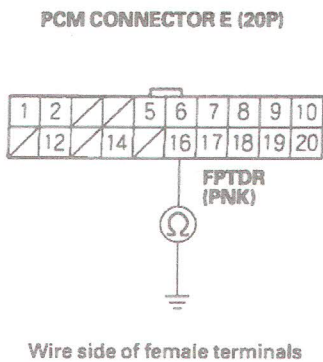 PCM CONNECTOR E (20P)
1 2 5 6 7 8 9 10
12 14 16 17 18 19 20
FPTDR
(PNK)
Ω
Wire side of female terminals